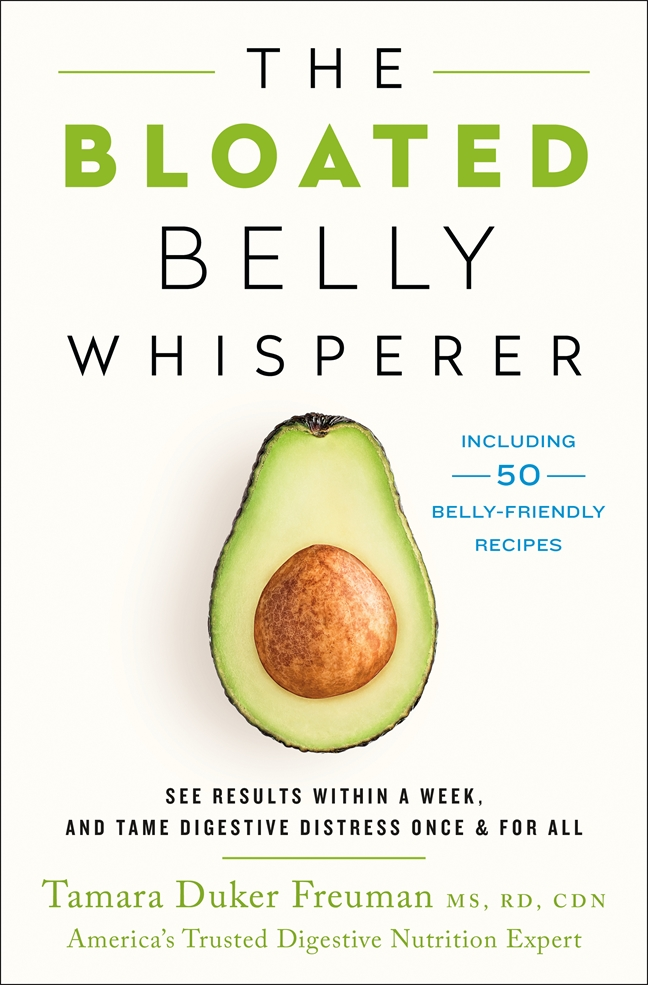 THE
BLOATED
BELLY
WHISPERER
INCLUDING
50
BELLY-FRIENDLY
RECIPES
SEE RESULTS WITHIN A WEEK,
AND TAME DIGESTIVE DISTRESS ONCE & FOR ALL
Tamara Duker Freuman MS, RD, CDN
America's Trusted Digestive Nutrition Expert